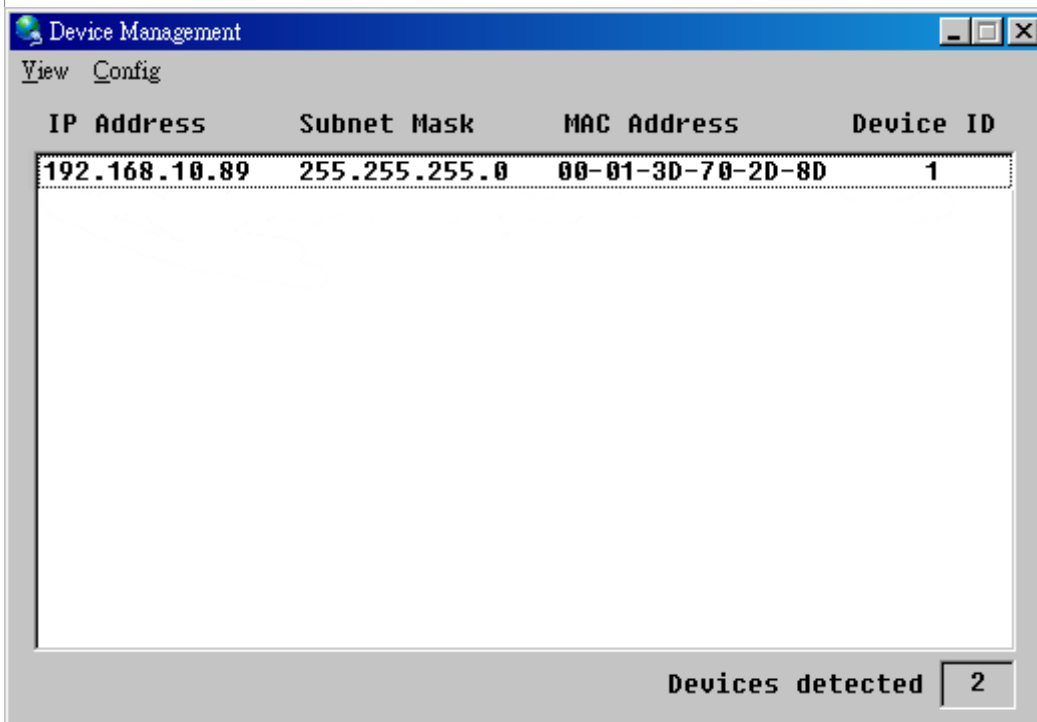 Device Management
View Config
IP Address Subnet Mask MAC Address Device ID
192.168.10.89 255.255.255.0 00-01-3D-70-2D-8D 1
Devices detected 2